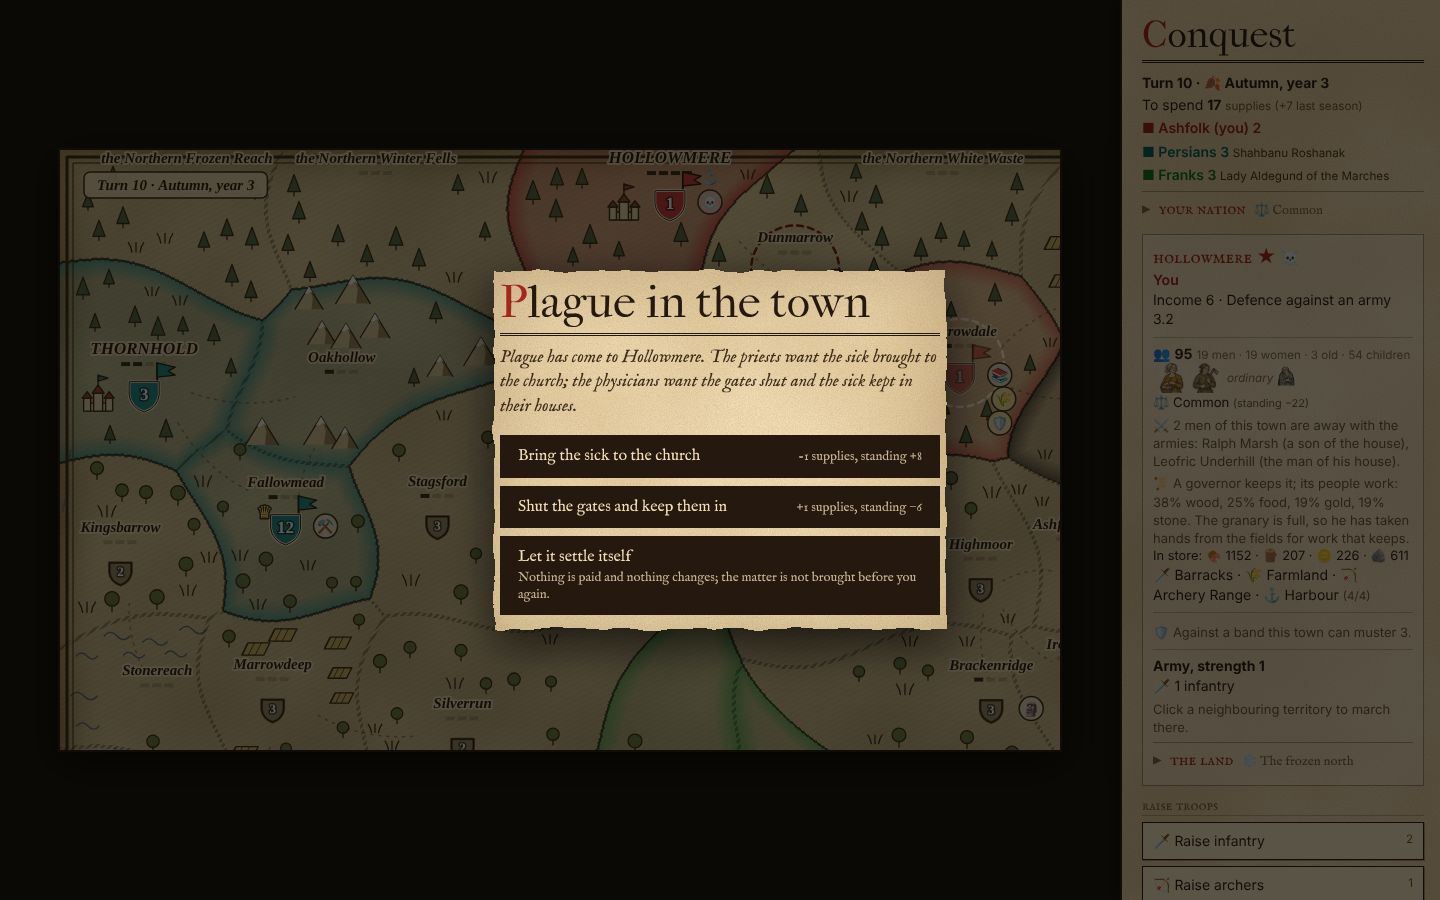 the Northern Frozen Reach
the Northern Winter Fells
HOLLOWMERE
the Northern White Waste
Turn 10 · Autumn, year 3
1
Dunmarrow
THORNHOLD
3
Oakhollow
rowdale
1
Plague in the town
Plague has come to Hollowmere. The priests want the sick brought to
the church; the physicians want the gates shut and the sick kept in
their houses.
Bring the sick to the church
-1 supplies, standing +8
Shut the gates and keep them in
+1 supplies, standing −6
Let it settle itself
Nothing is paid and nothing changes; the matter is not brought before you
again.
Fallowmead
12
Stagsford
3
Kingsbarrow
2
Highmoor
3
Ashf
Stonereach
Marrowdeep
3
Silverrun
2
Brackenridge
3
Iro
Conquest
Turn 10 · 🍂 Autumn, year 3
To spend 17 supplies (+7 last season)
Ashfolk (you) 2
Persians 3 Shahbanu Roshanak
Franks 3 Lady Aldegund of the Marches
YOUR NATION ⚖️ Common
HOLLOWMERE ★ ☠️
You
Income 6 · Defence against an army
3.2
👥 95 19 men · 19 women · 3 old · 54 children
ordinary
⚖️ Common (standing −22)
⚔️ 2 men of this town are away with the
armies: Ralph Marsh (a son of the house),
Leofric Underhill (the man of his house).
📜 A governor keeps it; its people work:
38% wood, 25% food, 19% gold, 19%
stone. The granary is full, so he has taken
hands from the fields for work that keeps.
In store: 🍖 1152 · 🪵 207 · 🪙 226 · 🪨 611
🗡️ Barracks · 🌾 Farmland · 🏹
Archery Range · ⚓ Harbour (4/4)
🛡️ Against a band this town can muster 3.
Army, strength 1
🗡️ 1 infantry
Click a neighbouring territory to march
there.
THE LAND ❄️ The frozen north
RAISE TROOPS
🗡️ Raise infantry 2
🏹 Raise archers 1